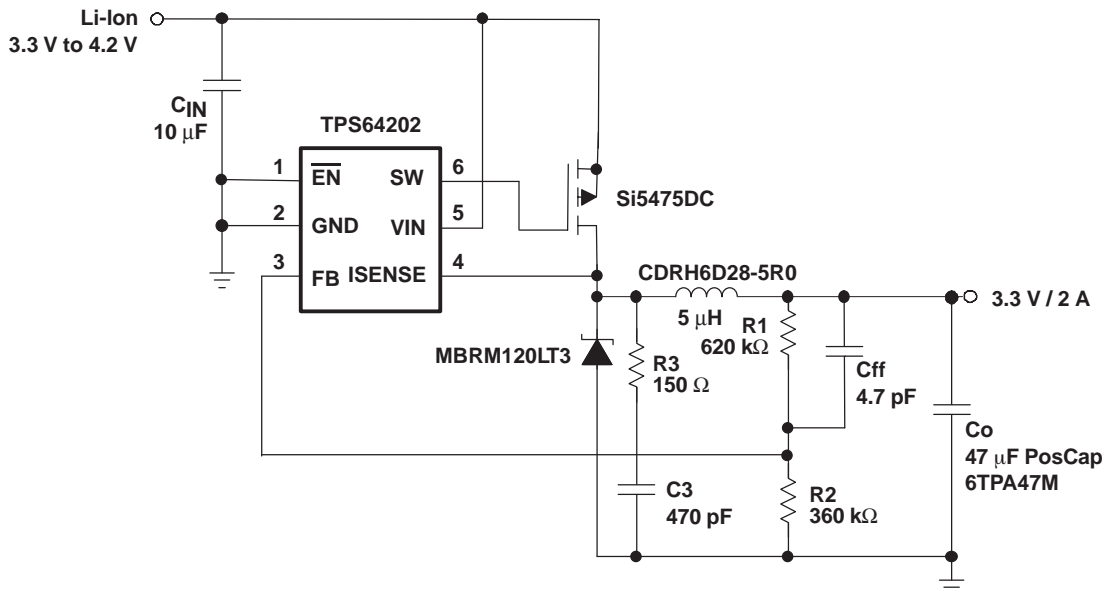 Li-Ion
3.3 V to 4.2 V
CIN
10 μF
TPS64202
1
EN
SW
6
2
GND
VIN
5
3
FB
ISENSE
4
Si5475DC
CDRH6D28-5R0
5 μH
3.3 V / 2 A
R1
620 kΩ
MBRM120LT3
R3
150 Ω
Cff
4.7 pF
Co
47 μF PosCap
6TPA47M
C3
470 pF
R2
360 kΩ